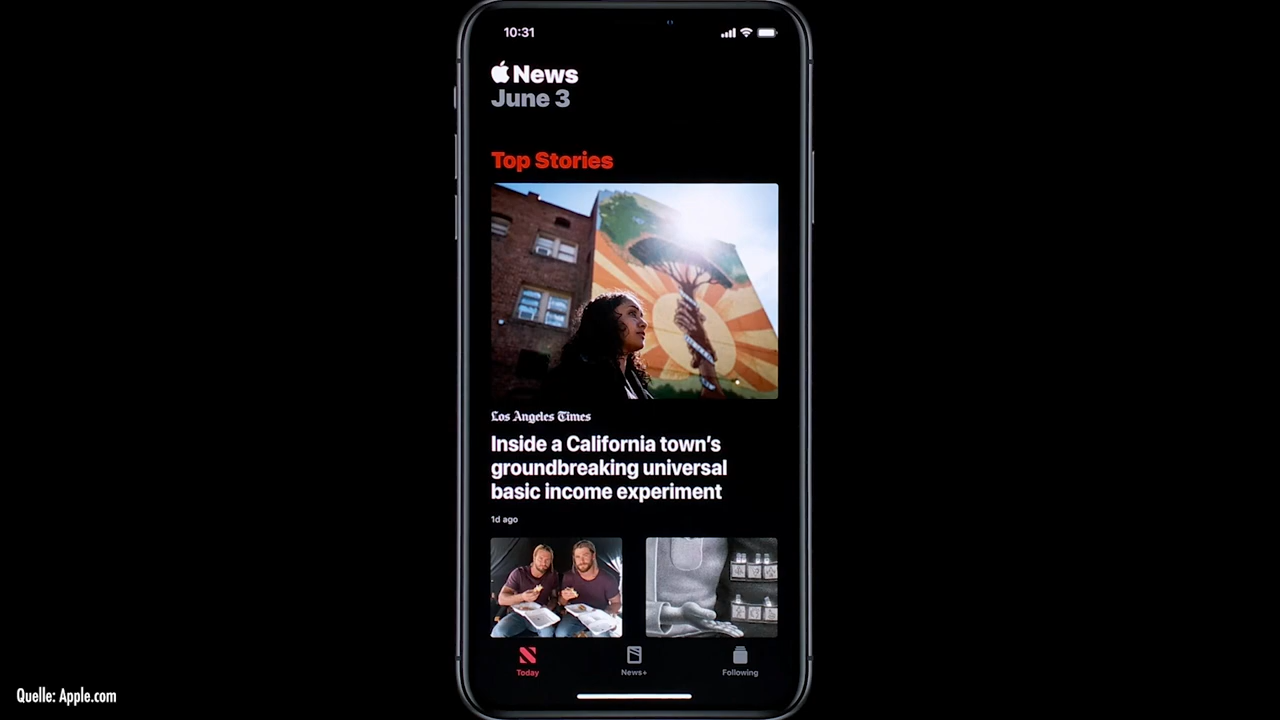 10:31
News
June 3
Top Stories
Los Angeles Times
Inside a California town's
groundbreaking universal
basic income experiment
1d ago
Today
News+
Following
Quelle: Apple.com